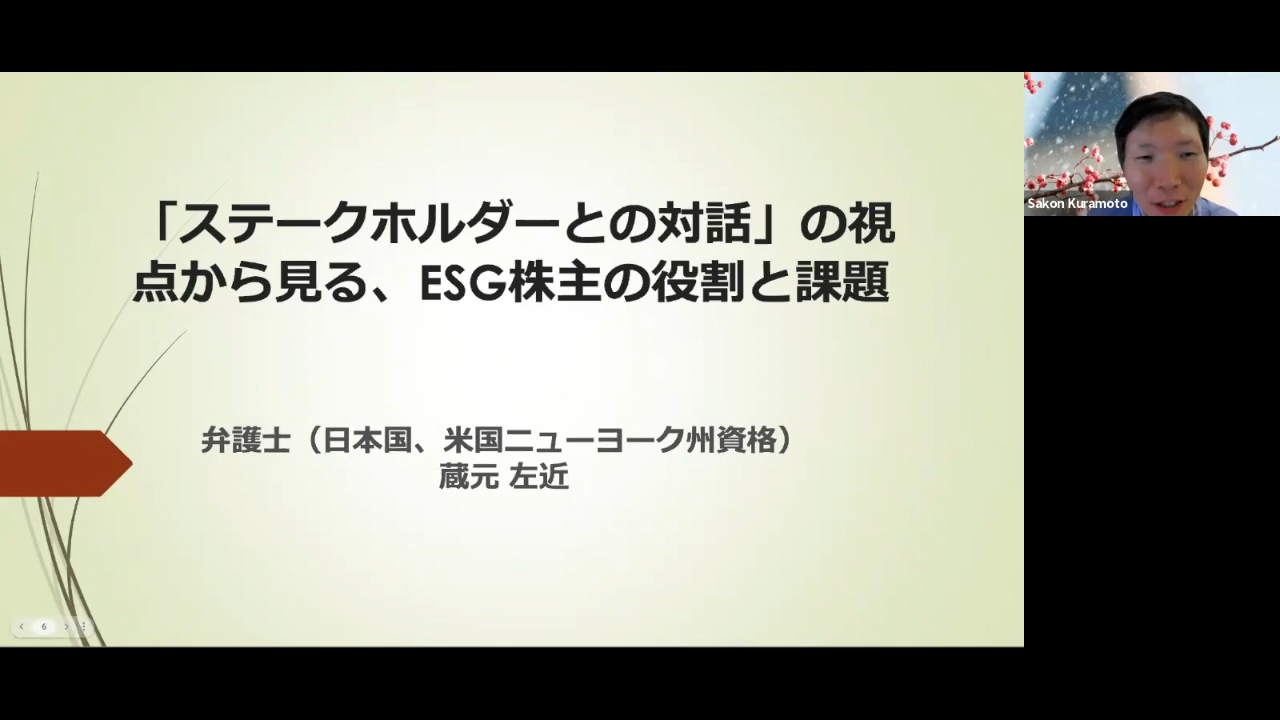 「ステークホルダーとの対話」の視
点から見る、ESG株主の役割と課題
弁護士（日本国、米国ニューヨーク州資格）
蔵元 左近
6
Sakon Kuramoto